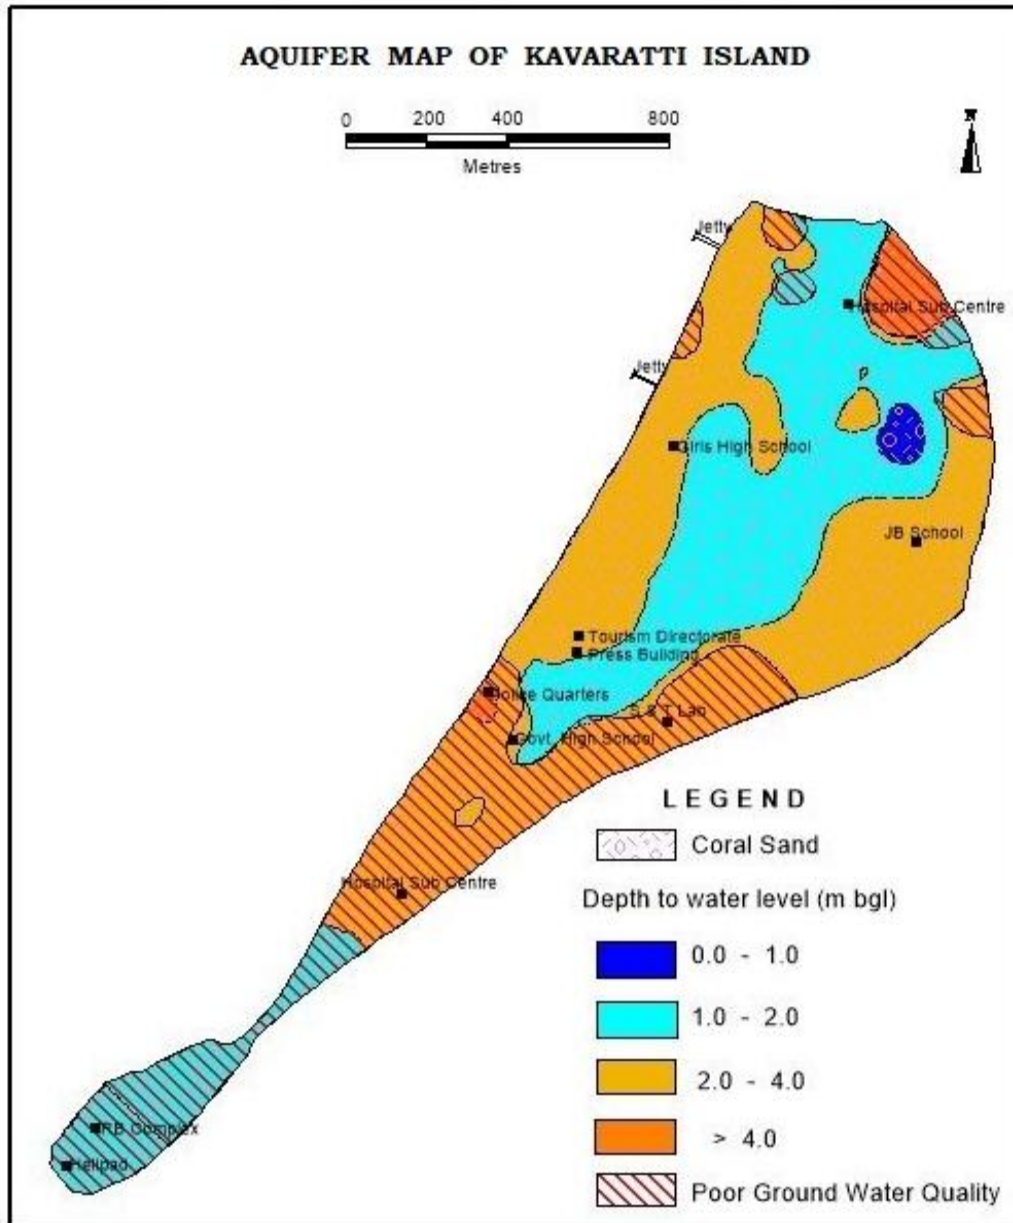 AQUIFER MAP OF KAVARATTI ISLAND
0 200 400 800
Metres
N
Jetty
Hospital Sub Centre
Jetty
Girls High School
JB School
Tourism Directorate
Press Building
Police Quarters
S & T Lab
Govt. High School
Hospital Sub Centre
IRB Complex
Helipad
LEGEND
Coral Sand
Depth to water level (m bgl)
0.0 - 1.0
1.0 - 2.0
2.0 - 4.0
> 4.0
Poor Ground Water Quality